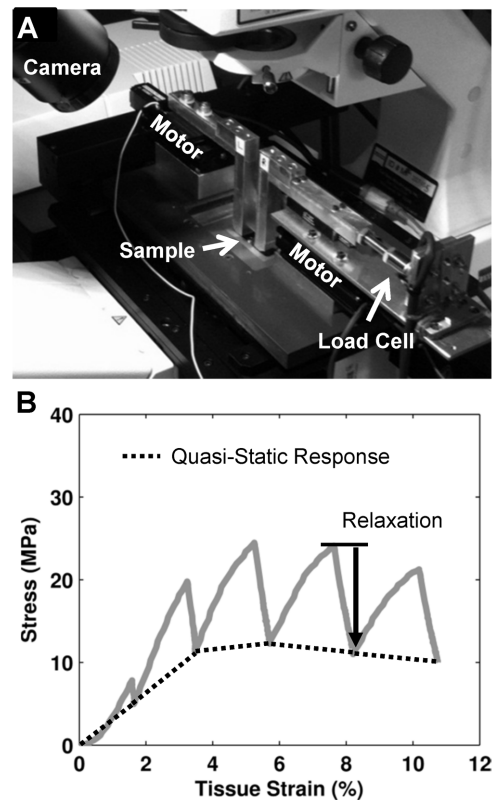 A
Camera
Motor
L
Sample
Motor
Load Cell
B
40
30
20
10
0
Stress (MPa)
Quasi-Static Response
Relaxation
0 2 4 6 8 10 12
Tissue Strain (%)